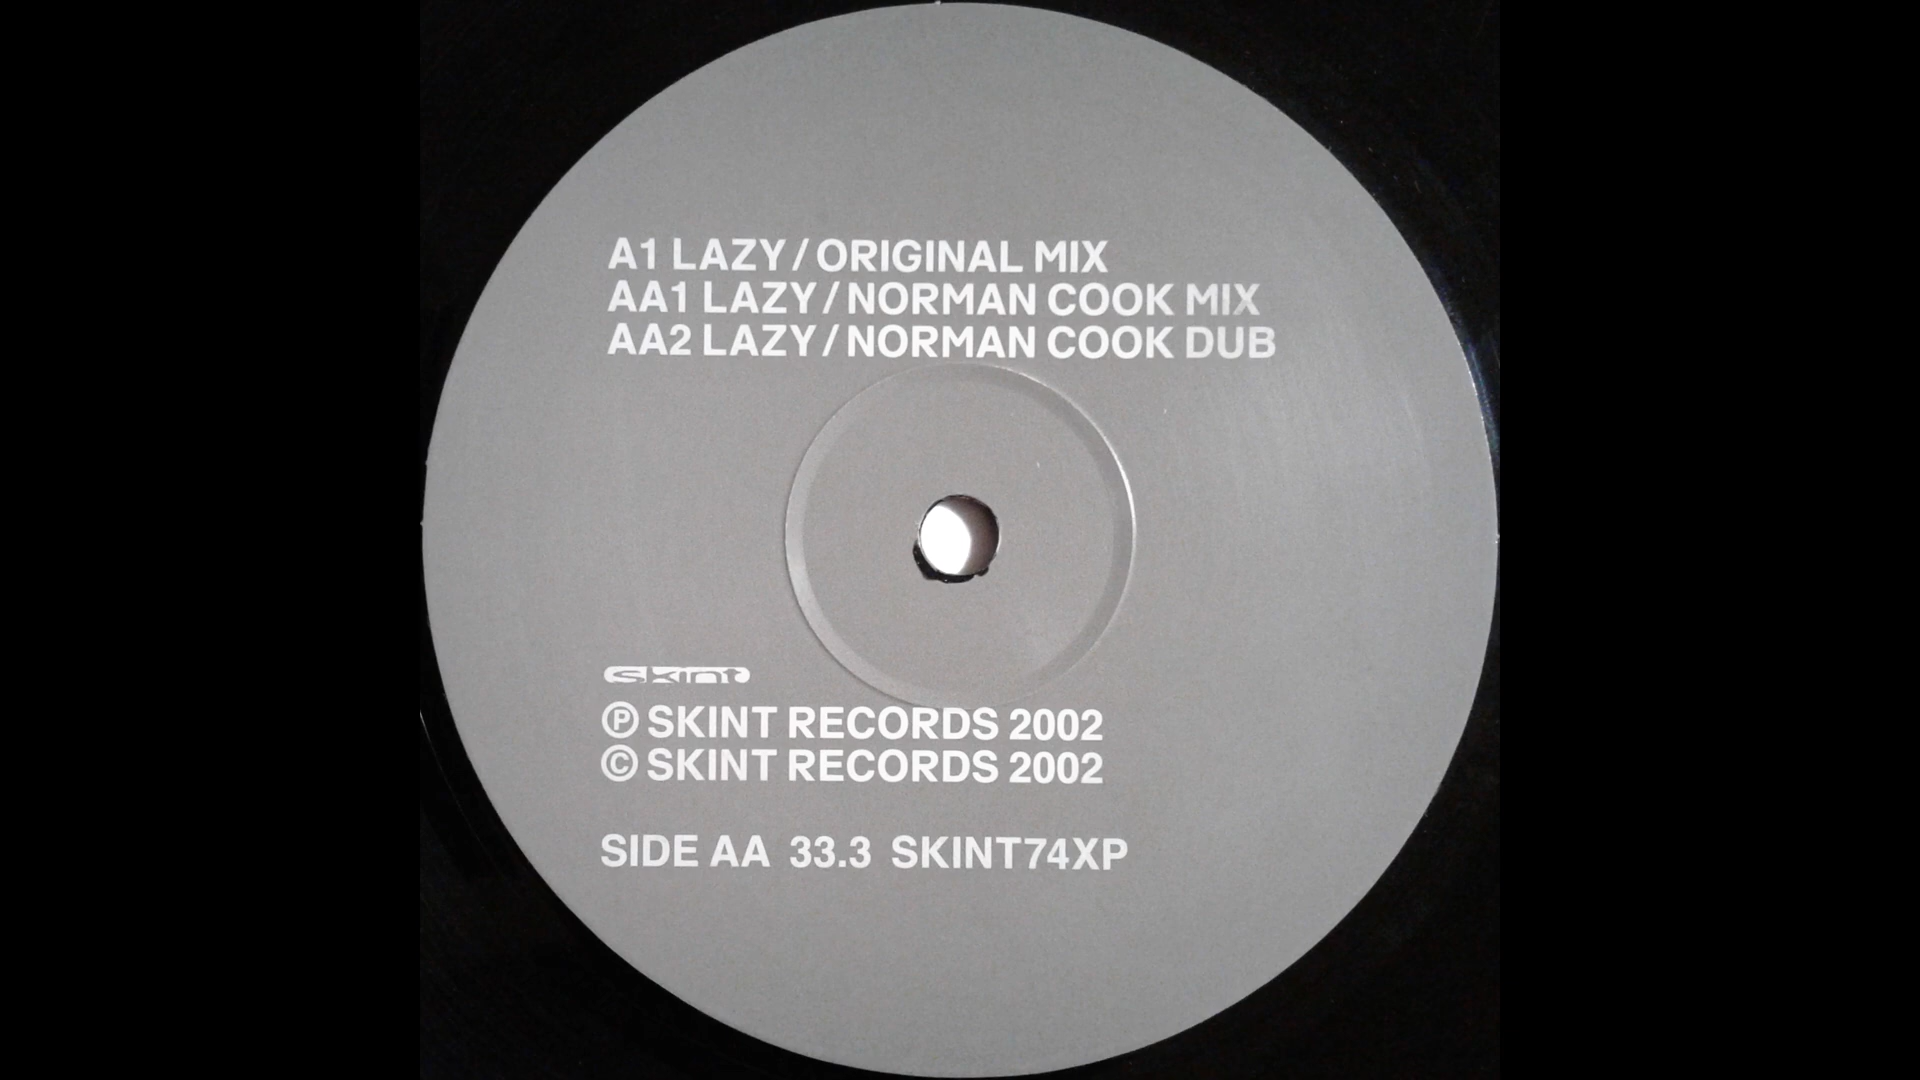 A1 LAZY / ORIGINAL MIX
AA1 LAZY / NORMAN COOK MIX
AA2 LAZY / NORMAN COOK DUB
skint
℗ SKINT RECORDS 2002
© SKINT RECORDS 2002
SIDE AA 33.3 SKINT74XP